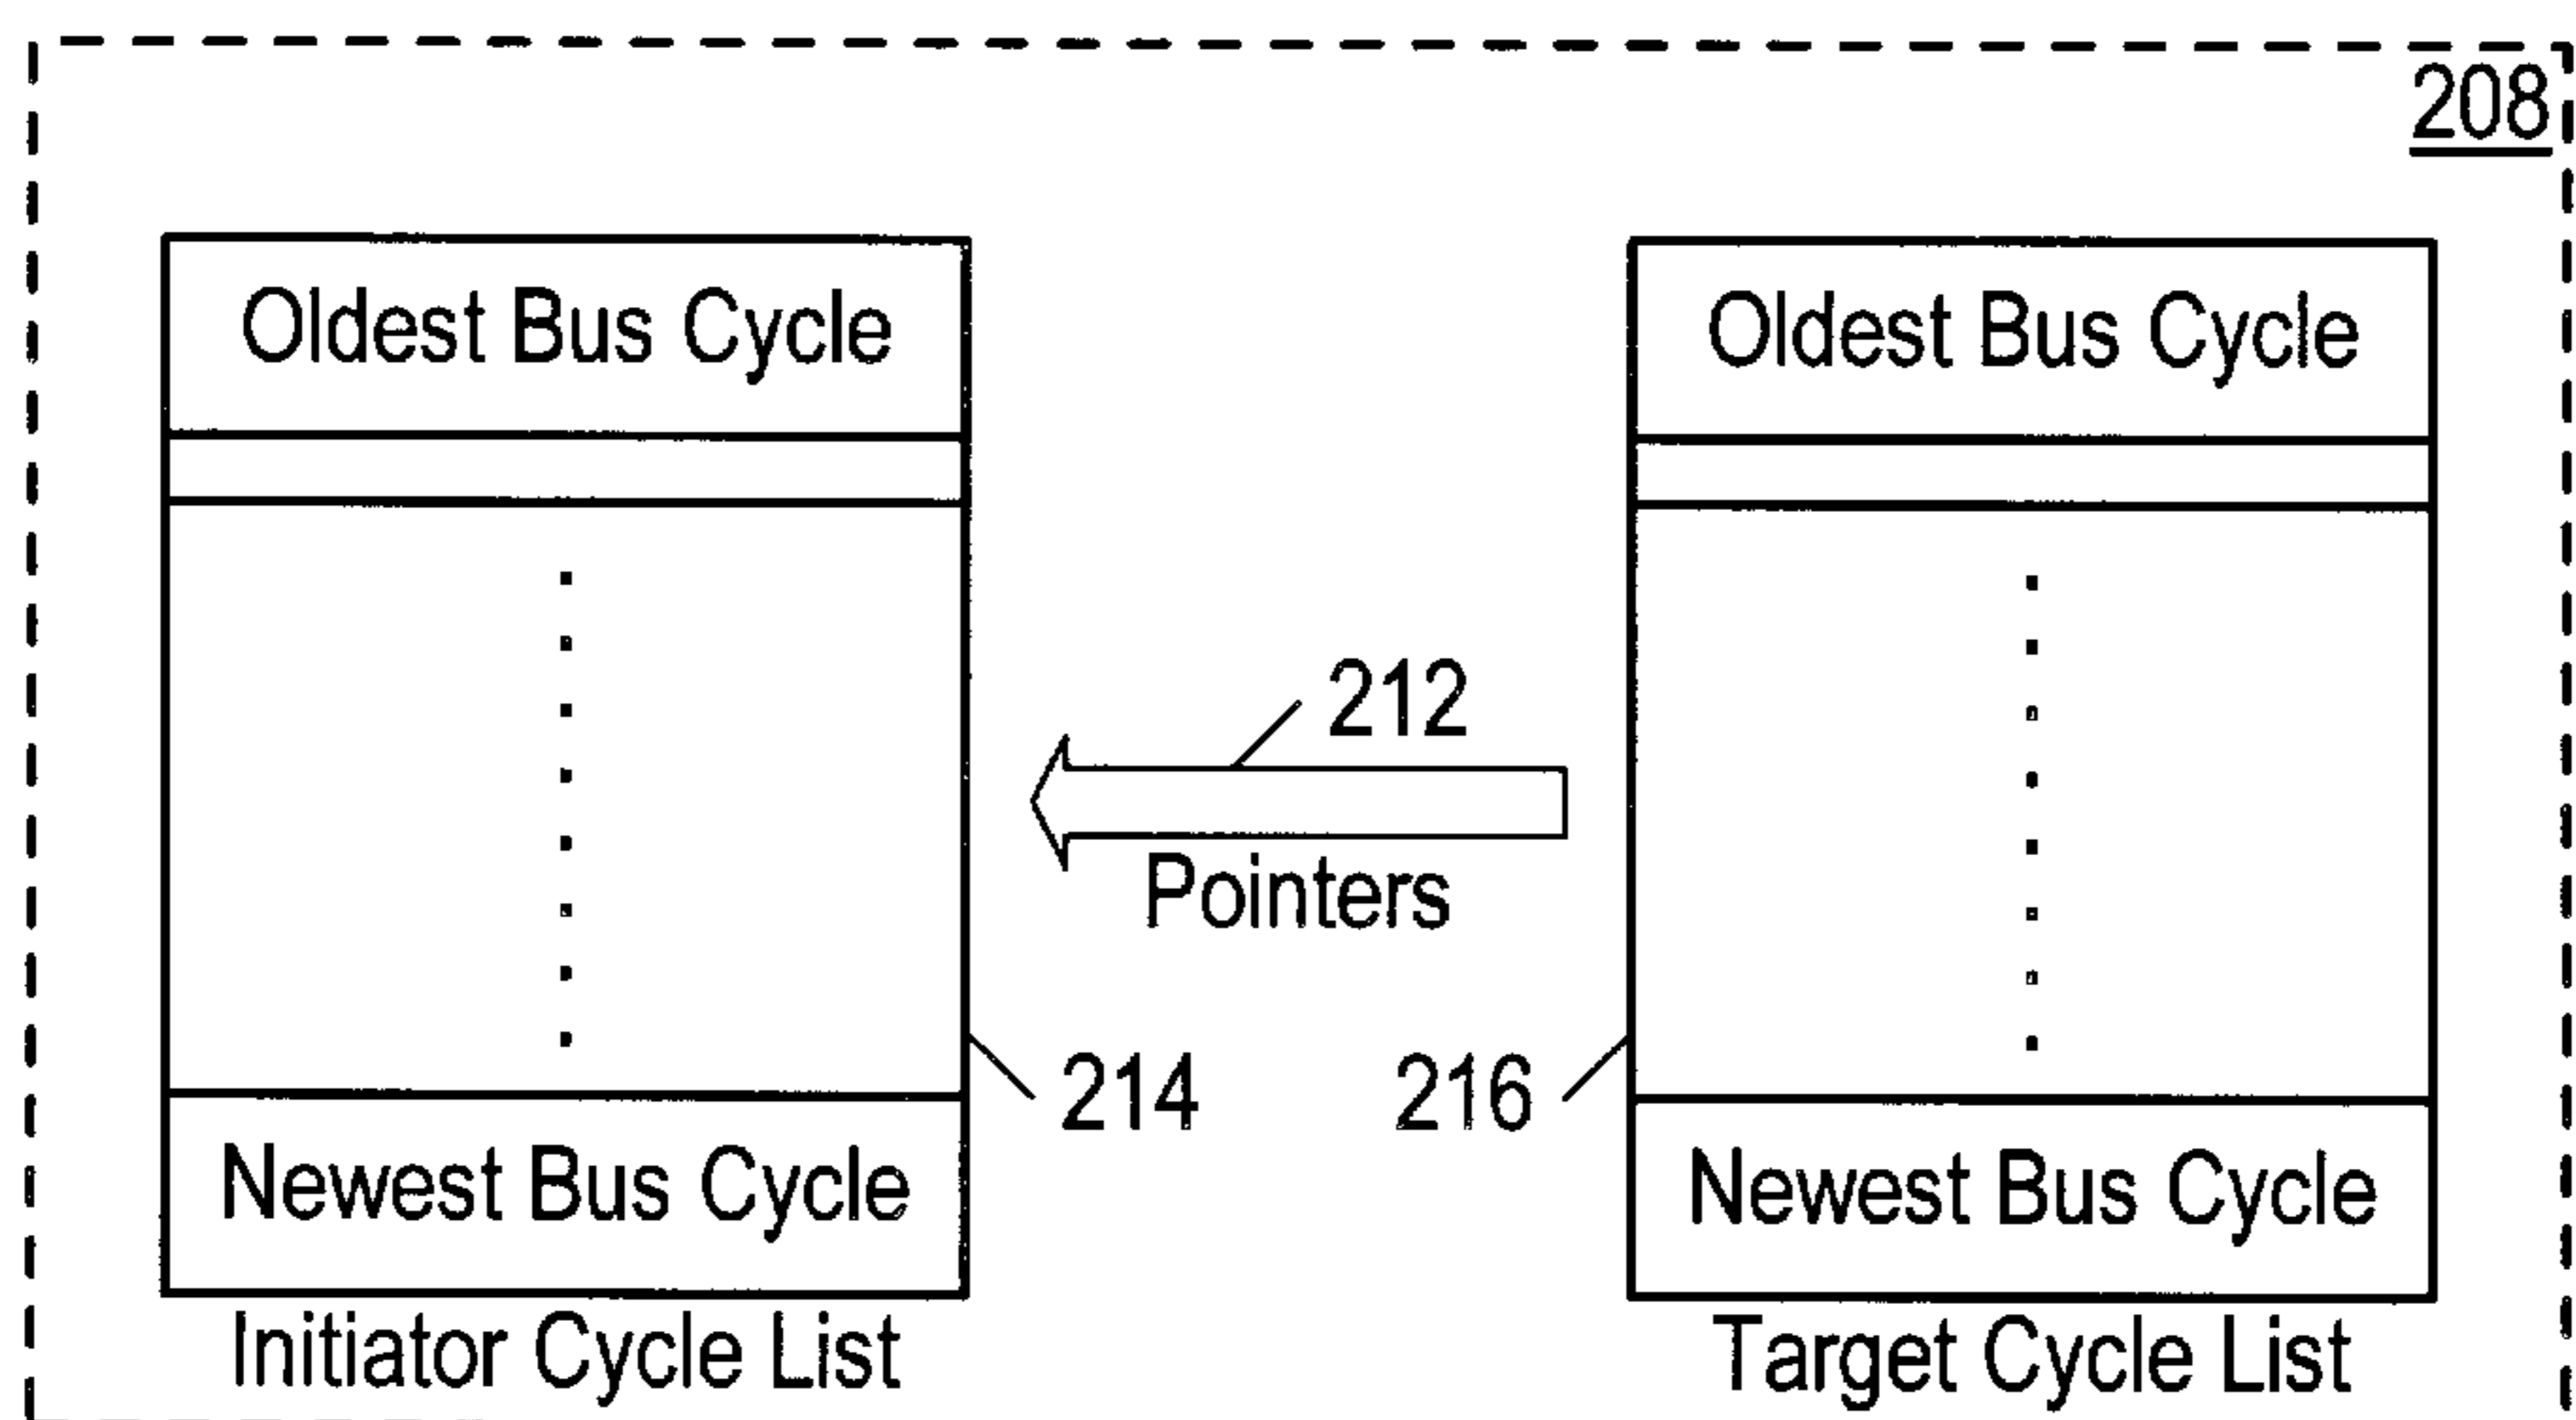 208
Oldest Bus Cycle
Oldest Bus Cycle
212
Pointers
214
216
Newest Bus Cycle
Newest Bus Cycle
Initiator Cycle List
Target Cycle List